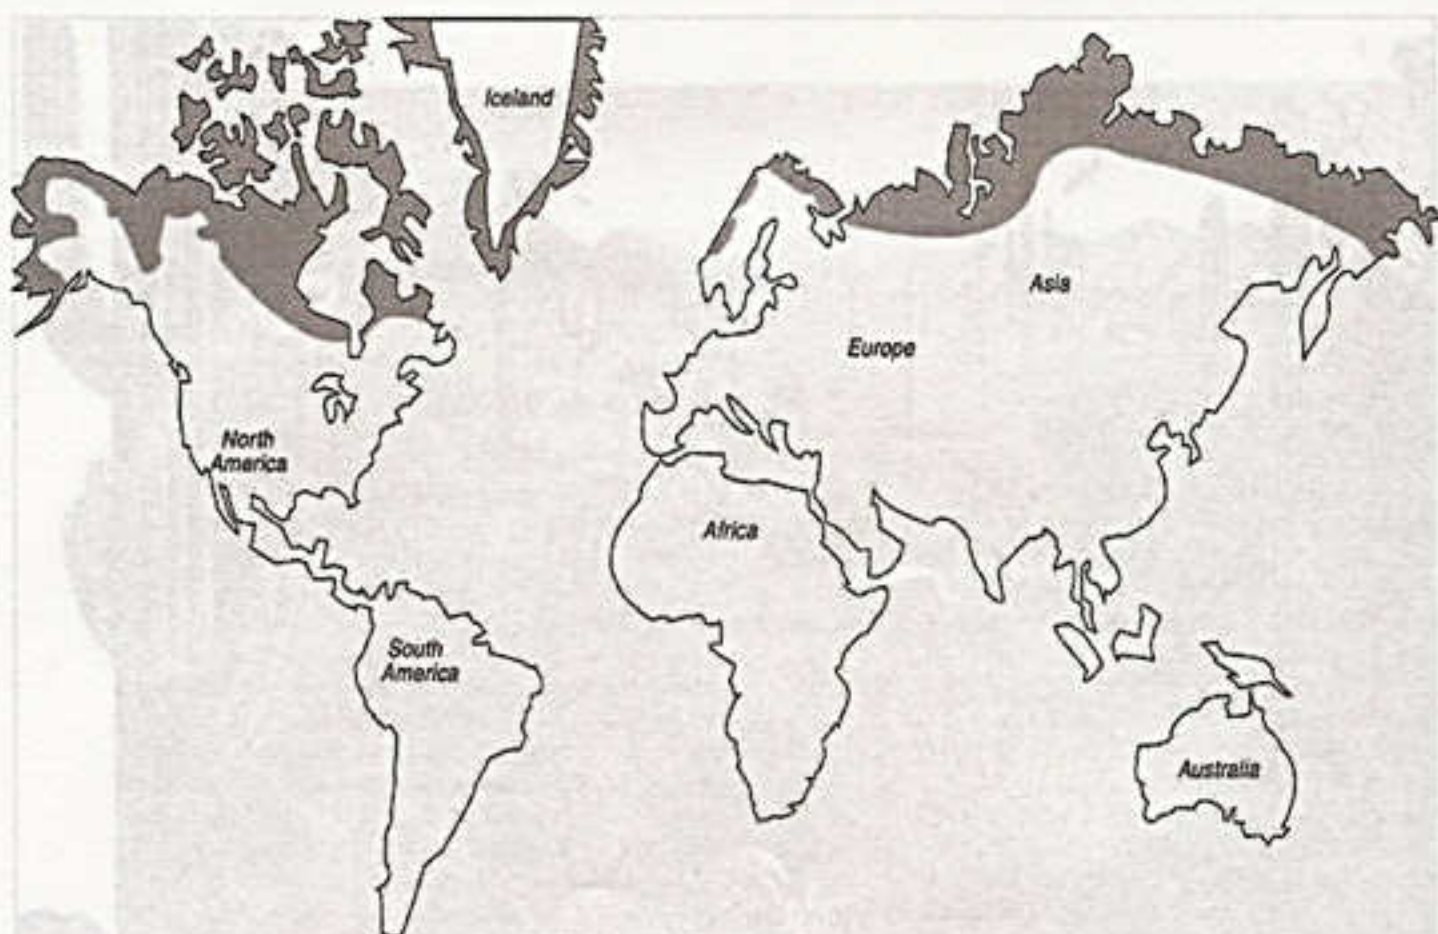 Iceland
Asia
Europe
North
America
Africa
South
America
Australia